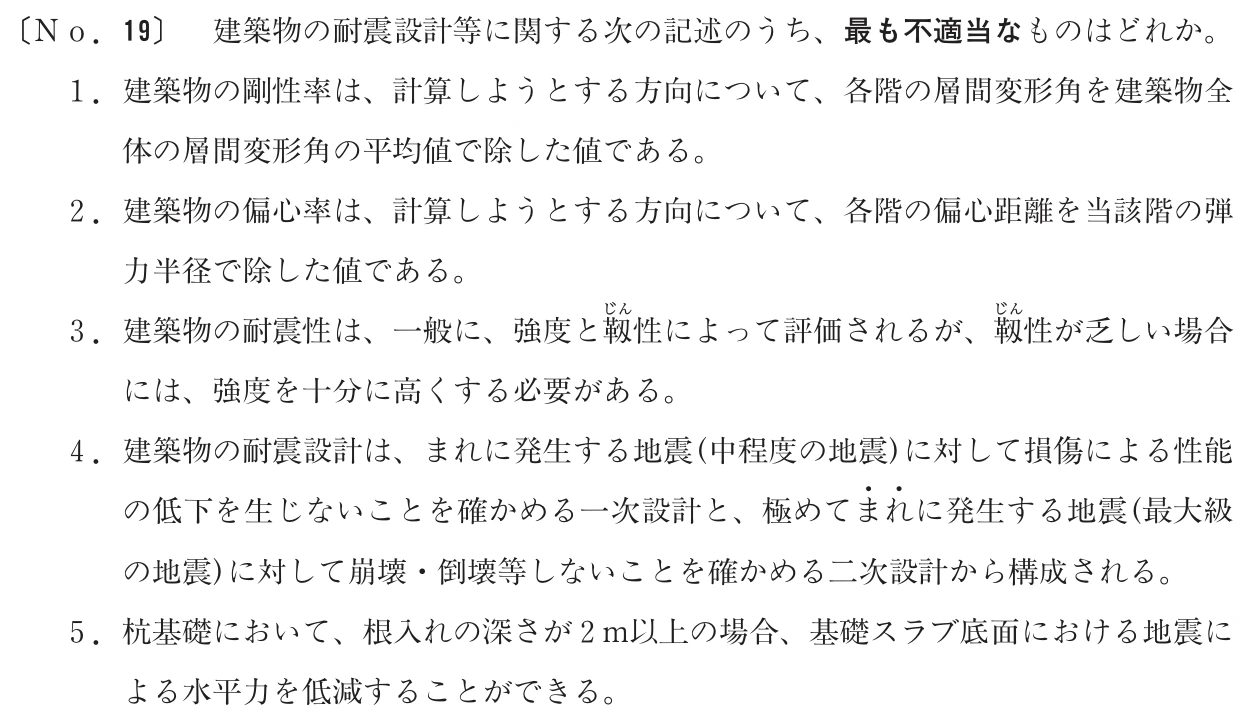 〔Ｎｏ．19〕　建築物の耐震設計等に関する次の記述のうち、最も不適当なものはどれか。
１．建築物の剛性率は、計算しようとする方向について、各階の層間変形角を建築物全
体の層間変形角の平均値で除した値である。
２．建築物の偏心率は、計算しようとする方向について、各階の偏心距離を当該階の弾
力半径で除した値である。
じん　じん
３．建築物の耐震性は、一般に、強度と靱性によって評価されるが、靱性が乏しい場合
には、強度を十分に高くする必要がある。
４．建築物の耐震設計は、まれに発生する地震(中程度の地震)に対して損傷による性能
の低下を生じないことを確かめる一次設計と、極めてまれに発生する地震(最大級
の地震)に対して崩壊・倒壊等しないことを確かめる二次設計から構成される。
５．杭基礎において、根入れの深さが２m以上の場合、基礎スラブ底面における地震に
よる水平力を低減することができる。